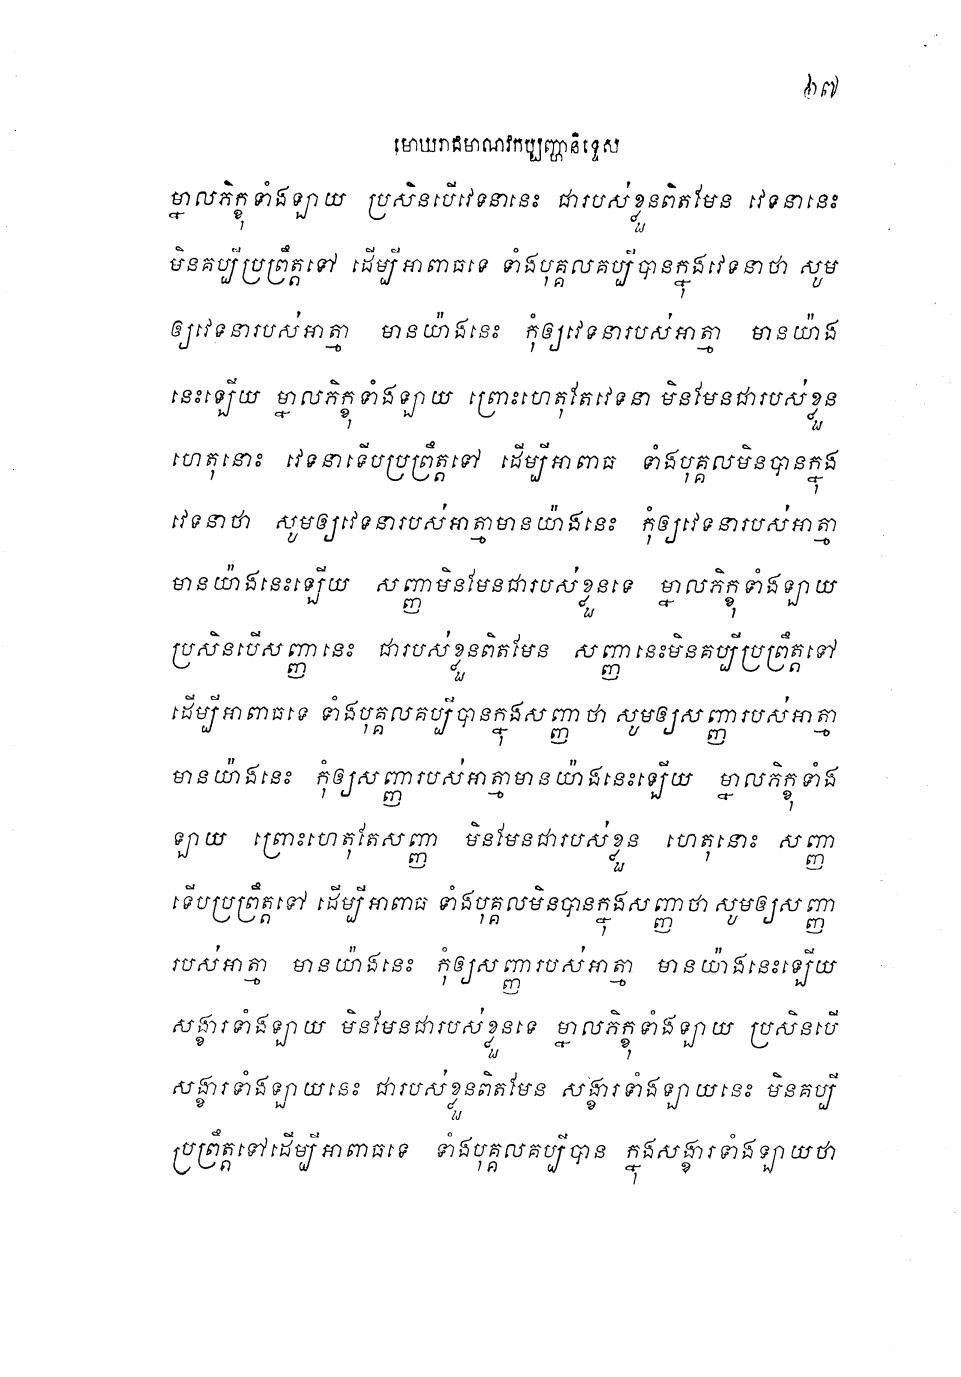 មោឃរាជមាណវកប្បញ្ហានិទ្ទេស
ម្នាលភិក្ខុទាំងឡាយ ប្រសិនបើវេទនានេះ ជារបស់ខ្លួនពិតមែន វេទនានេះ
មិនគប្បីប្រព្រឹត្តទៅ ដើម្បីអាពាធទេ ទាំងបុគ្គលគប្បីបានក្នុងវេទនាថា សូម
ឲ្យវេទនារបស់អាត្មា មានយ៉ាងនេះ កុំឲ្យវេទនារបស់អាត្មា មានយ៉ាង
នេះឡើយ ម្នាលភិក្ខុទាំងឡាយ ព្រោះហេតុតែវេទនា មិនមែនជារបស់ខ្លួន
ហេតុនោះ វេទនាទើបប្រព្រឹត្តទៅ ដើម្បីអាពាធ ទាំងបុគ្គលមិនបានក្នុង
វេទនាថា សូមឲ្យវេទនារបស់អាត្មាមានយ៉ាងនេះ កុំឲ្យវេទនារបស់អាត្មា
មានយ៉ាងនេះឡើយ សញ្ញាមិនមែនជារបស់ខ្លួនទេ ម្នាលភិក្ខុទាំងឡាយ
ប្រសិនបើសញ្ញានេះ ជារបស់ខ្លួនពិតមែន សញ្ញានេះមិនគប្បីប្រព្រឹត្តទៅ
ដើម្បីអាពាធទេ ទាំងបុគ្គលគប្បីបានក្នុងសញ្ញាថា សូមឲ្យសញ្ញារបស់អាត្មា
មានយ៉ាងនេះ កុំឲ្យសញ្ញារបស់អាត្មាមានយ៉ាងនេះឡើយ ម្នាលភិក្ខុទាំង
ឡាយ ព្រោះហេតុតែសញ្ញា មិនមែនជារបស់ខ្លួន ហេតុនោះ សញ្ញា
ទើបប្រព្រឹត្តទៅ ដើម្បីអាពាធ ទាំងបុគ្គលមិនបានក្នុងសញ្ញាថា សូមឲ្យសញ្ញា
របស់អាត្មា មានយ៉ាងនេះ កុំឲ្យសញ្ញារបស់អាត្មា មានយ៉ាងនេះឡើយ
សង្ខារទាំងឡាយ មិនមែនជារបស់ខ្លួនទេ ម្នាលភិក្ខុទាំងឡាយ ប្រសិនបើ
សង្ខារទាំងឡាយនេះ ជារបស់ខ្លួនពិតមែន សង្ខារទាំងឡាយនេះ មិនគប្បី
ប្រព្រឹត្តទៅដើម្បីអាពាធទេ ទាំងបុគ្គលគប្បីបាន ក្នុងសង្ខារទាំងឡាយថា